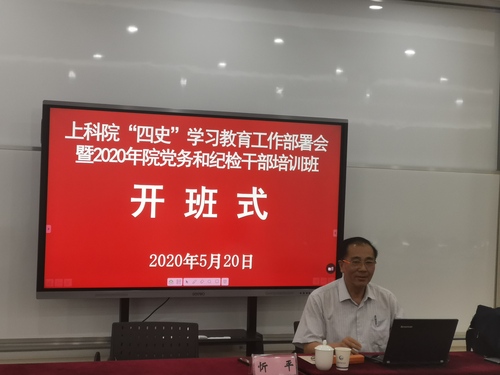 上科院“四史”学习教育工作部署会
暨2020年院党务和纪检干部培训班
开班式
2020年5月20日
忻平